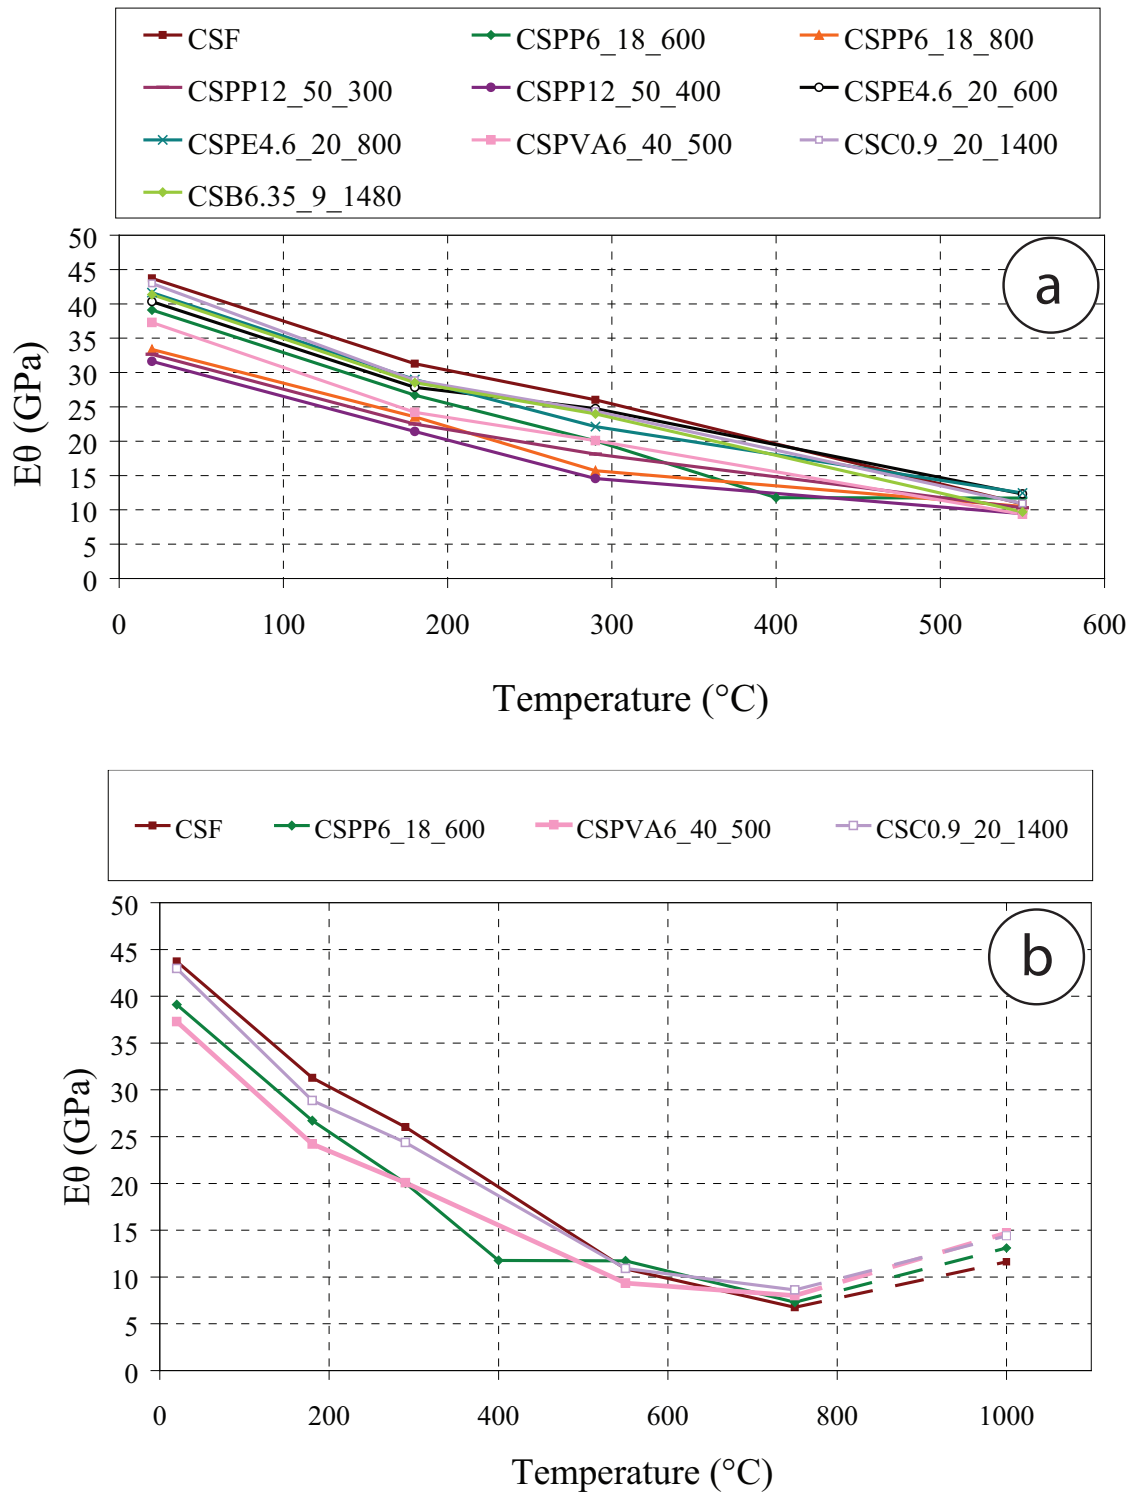 CSF CSPP6_18_600 CSPP6_18_800
CSPP12_50_300 CSPP12_50_400 CSPE4.6_20_600
CSPE4.6_20_800 CSPVA6_40_500 CSC0.9_20_1400
CSB6.35_9_1480
a
Eθ (GPa)
50
45
40
35
30
25
20
15
10
5
0
0 100 200 300 400 500 600
Temperature (°C)
CSF CSPP6_18_600 CSPVA6_40_500 CSC0.9_20_1400
b
Eθ (GPa)
50
45
40
35
30
25
20
15
10
5
0
0 200 400 600 800 1000
Temperature (°C)